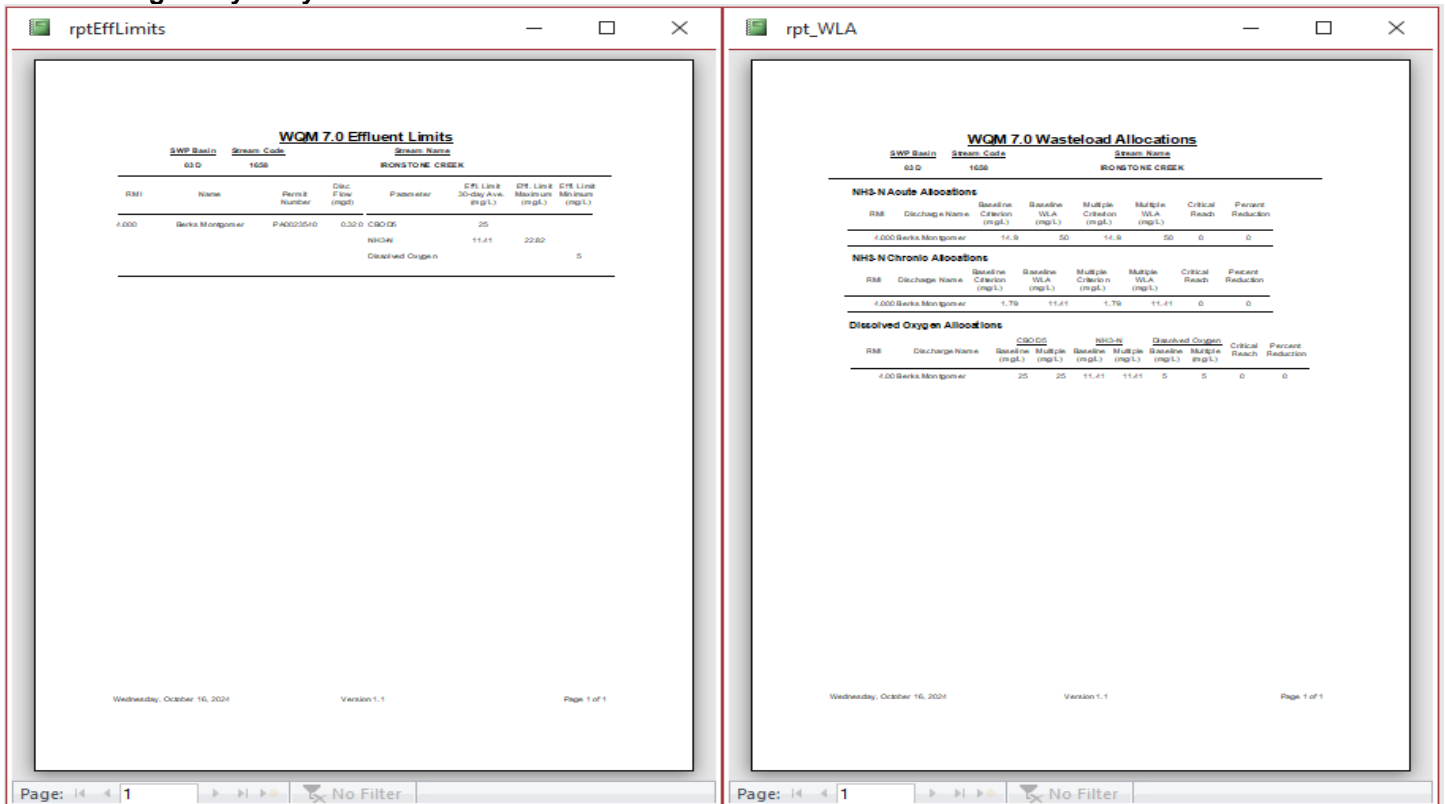 rptEffLimits
WQM 7.0 Effluent Limits
SWP Basin Stream Code Stream Name
03D 1658 IRONSTONE CREEK
RMI Name Permit Number Disc Flow (mgd) Parameter Effl. Limit 30-day Ave. (mg/L) Effl. Limit Maximum (mg/L) Effl. Limit Minimum (mg/L)
4.000 Berks Montgomer PA0023540 0.320 CBOD5 25
NH3-N 11.41 22.82
Dissolved Oxygen 5
Wednesday, October 16, 2024 Version 1.1 Page 1 of 1
Page: 1 No Filter
rpt_WLA
WQM 7.0 Wasteload Allocations
SWP Basin Stream Code Stream Name
03D 1658 IRONSTONE CREEK
NH3-N Acute Allocations
RMI Discharge Name Baseline Criterion (mg/L) Baseline WLA (mg/L) Multiple Criterion (mg/L) Multiple WLA (mg/L) Critical Reach Percent Reduction
4.000 Berks Montgomer 14.9 50 14.9 50 0 0
NH3-N Chronic Allocations
RMI Discharge Name Baseline Criterion (mg/L) Baseline WLA (mg/L) Multiple Criterion (mg/L) Multiple WLA (mg/L) Critical Reach Percent Reduction
4.000 Berks Montgomer 1.79 11.41 1.79 11.41 0 0
Dissolved Oxygen Allocations
CBOD5 NH3-N Dissolved Oxygen
RMI Discharge Name Baseline (mg/L) Multiple (mg/L) Baseline (mg/L) Multiple (mg/L) Baseline (mg/L) Multiple (mg/L) Critical Reach Percent Reduction
4.00 Berks Montgomer 25 25 11.41 11.41 5 5 0 0
Wednesday, October 16, 2024 Version 1.1 Page 1 of 1
Page: 1 No Filter